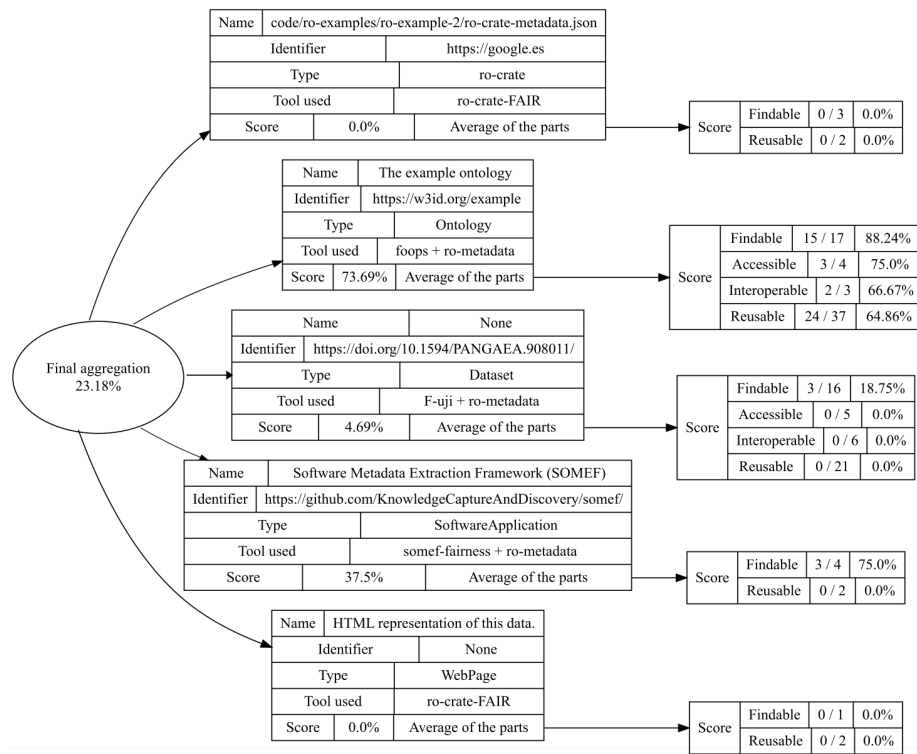 Name code/ro-examples/ro-example-2/ro-crate-metadata.json
Identifier https://google.es
Type ro-crate
Tool used ro-crate-FAIR
Score 0.0% Average of the parts
Score
Findable 0 / 3 0.0%
Reusable 0 / 2 0.0%
Name The example ontology
Identifier https://w3id.org/example
Type Ontology
Tool used foops + ro-metadata
Score 73.69% Average of the parts
Score
Findable 15 / 17 88.24%
Accessible 3 / 4 75.0%
Interoperable 2 / 3 66.67%
Reusable 24 / 37 64.86%
Final aggregation
23.18%
Name None
Identifier https://doi.org/10.1594/PANGAEA.908011/
Type Dataset
Tool used F-uji + ro-metadata
Score 4.69% Average of the parts
Score
Findable 3 / 16 18.75%
Accessible 0 / 5 0.0%
Interoperable 0 / 6 0.0%
Reusable 0 / 21 0.0%
Name Software Metadata Extraction Framework (SOMEF)
Identifier https://github.com/KnowledgeCaptureAndDiscovery/somef/
Type SoftwareApplication
Tool used somef-fairness + ro-metadata
Score 37.5% Average of the parts
Score
Findable 3 / 4 75.0%
Reusable 0 / 2 0.0%
Name HTML representation of this data.
Identifier None
Type WebPage
Tool used ro-crate-FAIR
Score 0.0% Average of the parts
Score
Findable 0 / 1 0.0%
Reusable 0 / 2 0.0%